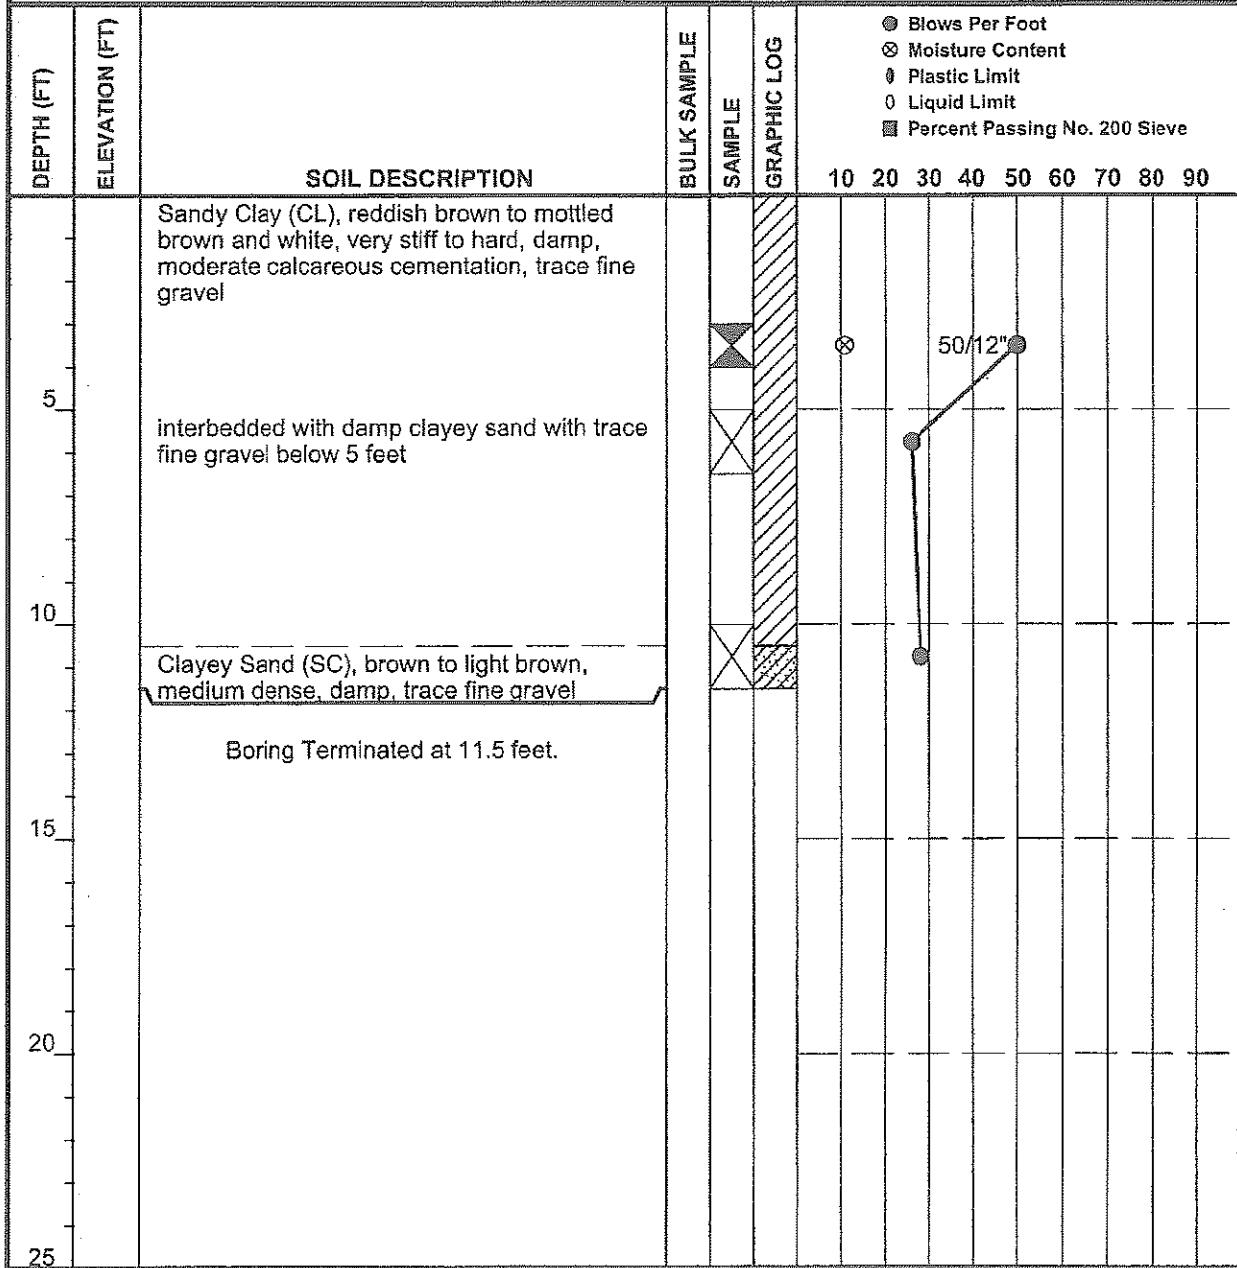 DEPTH (FT)
ELEVATION (FT)
SOIL DESCRIPTION
BULK SAMPLE
SAMPLE
GRAPHIC LOG
Blows Per Foot
Moisture Content
Plastic Limit
Liquid Limit
Percent Passing No. 200 Sieve
10 20 30 40 50 60 70 80 90
Sandy Clay (CL), reddish brown to mottled
brown and white, very stiff to hard, damp,
moderate calcareous cementation, trace fine
gravel
50/12"
5
interbedded with damp clayey sand with trace
fine gravel below 5 feet
10
Clayey Sand (SC), brown to light brown,
medium dense, damp, trace fine gravel
Boring Terminated at 11.5 feet.
15
20
25